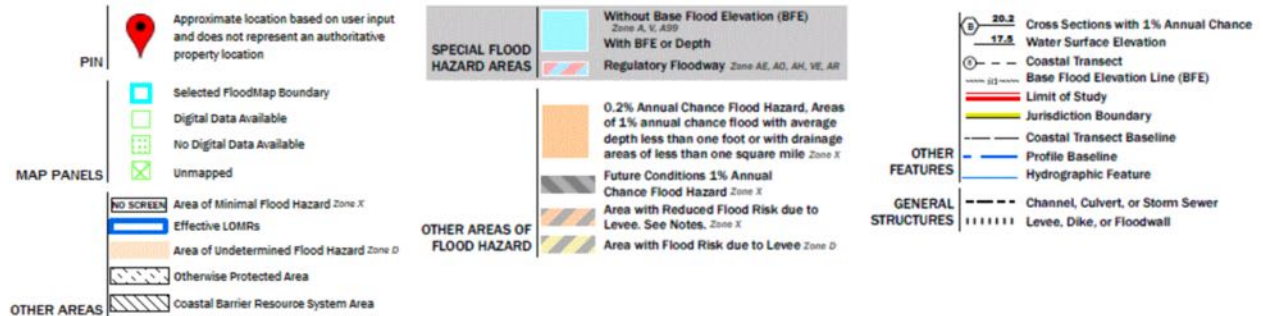 PIN
Approximate location based on user input
and does not represent an authoritative
property location
MAP PANELS
Selected FloodMap Boundary
Digital Data Available
No Digital Data Available
Unmapped
OTHER AREAS
NO SCREEN Area of Minimal Flood Hazard Zone X
Effective LOMRs
Area of Undetermined Flood Hazard Zone D
Otherwise Protected Area
Coastal Barrier Resource System Area
SPECIAL FLOOD
HAZARD AREAS
Without Base Flood Elevation (BFE)
Zone A, V, A99
With BFE or Depth
Regulatory Floodway Zone AE, AO, AH, VE, AR
OTHER AREAS OF
FLOOD HAZARD
0.2% Annual Chance Flood Hazard, Areas
of 1% annual chance flood with average
depth less than one foot or with drainage
areas of less than one square mile Zone X
Future Conditions 1% Annual
Chance Flood Hazard Zone X
Area with Reduced Flood Risk due to
Levee. See Notes. Zone X
Area with Flood Risk due to Levee Zone D
OTHER
FEATURES
B 20.2 Cross Sections with 1% Annual Chance
17.5 Water Surface Elevation
Coastal Transect
Base Flood Elevation Line (BFE)
Limit of Study
Jurisdiction Boundary
Coastal Transect Baseline
Profile Baseline
Hydrographic Feature
GENERAL
STRUCTURES
Channel, Culvert, or Storm Sewer
Levee, Dike, or Floodwall